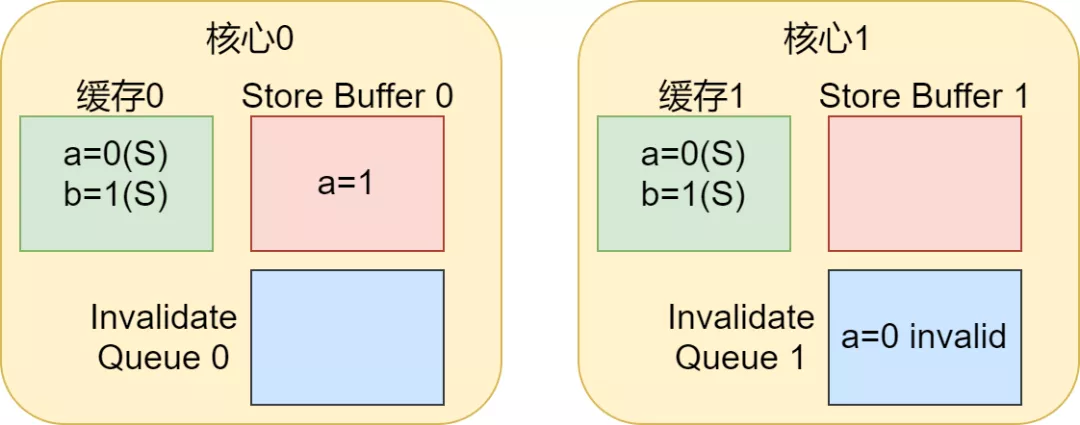 核心0
缓存0
Store Buffer 0
a=0(S)
b=1(S)
a=1
Invalidate
Queue 0
核心1
缓存1
Store Buffer 1
a=0(S)
b=1(S)
Invalidate
Queue 1
a=0 invalid